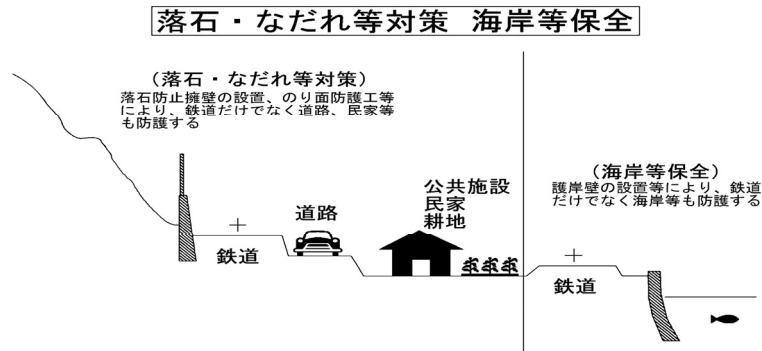 落石・なだれ等対策 海岸等保全
（落石・なだれ等対策）
落石防止擁壁の設置、のり面防護工等
により、鉄道だけでなく道路、民家等
も防護する
（海岸等保全）
護岸壁の設置等により、鉄道
だけでなく海岸等も防護する
公共施設
民家
耕地
道路
鉄道
鉄道